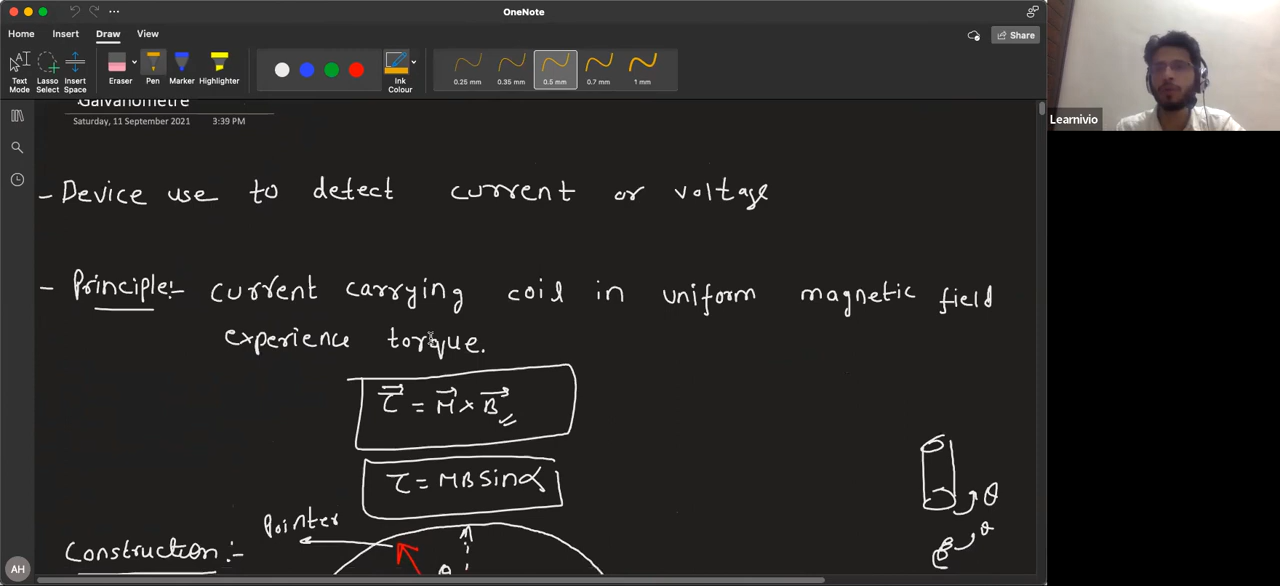 OneNote
Home Insert Draw View
Share
Text Mode
Lasso Select
Insert Space
Eraser
Pen
Marker
Highlighter
Ink Colour
0.25 mm
0.35 mm
0.5 mm
0.7 mm
1 mm
Learnivio
Galvanometre
Saturday, 11 September 2021 3:39 PM
- Device use to detect current or voltage
- Principle:- current carrying coil in uniform magnetic field
experience torque.
τ⃗ = M⃗ × B⃗
τ = MB sinα
θ
θ
Pointer
Construction :-
θ
AH